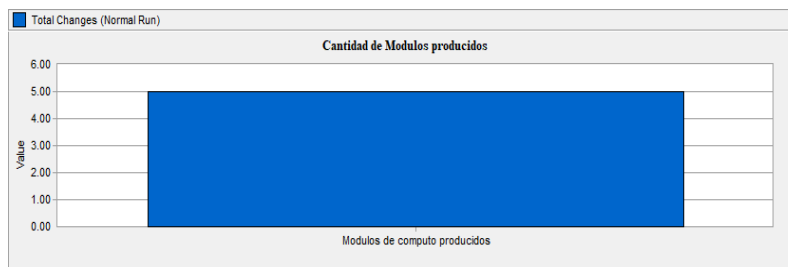 Total Changes (Normal Run)
Cantidad de Modulos producidos
6.00
5.00
4.00
3.00
2.00
1.00
0.00
Value
Modulos de computo producidos